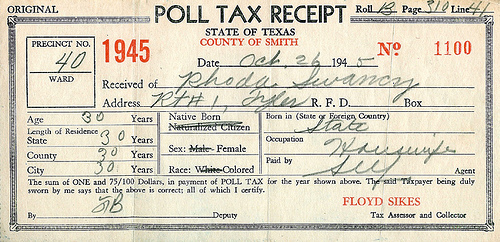 ORIGINAL POLL TAX RECEIPT Roll B Page 310 Line 41
STATE OF TEXAS
COUNTY OF SMITH
PRECINCT NO. 40 WARD
1945
No 1100
Date Oct. 26 1945
Received of Rhoda Swancy
Address Rt # 1, Tyler R. F. D. Box
Age 30 Years
Length of Residence
State 30 Years
County 30 Years
City 30 Years
Native Born
Naturalized Citizen
Sex: Male- Female
Race: White-Colored
Born in (State or Foreign Country)
State
Occupation Housewife
Paid by Self Agent
The sum of ONE and 75/100 Dollars, in payment of POLL TAX for the year shown above. The said Taxpayer being duly
sworn by me says that the above is correct; all of which I certify.
FLOYD SIKES
By JB Deputy Tax Assessor and Collector